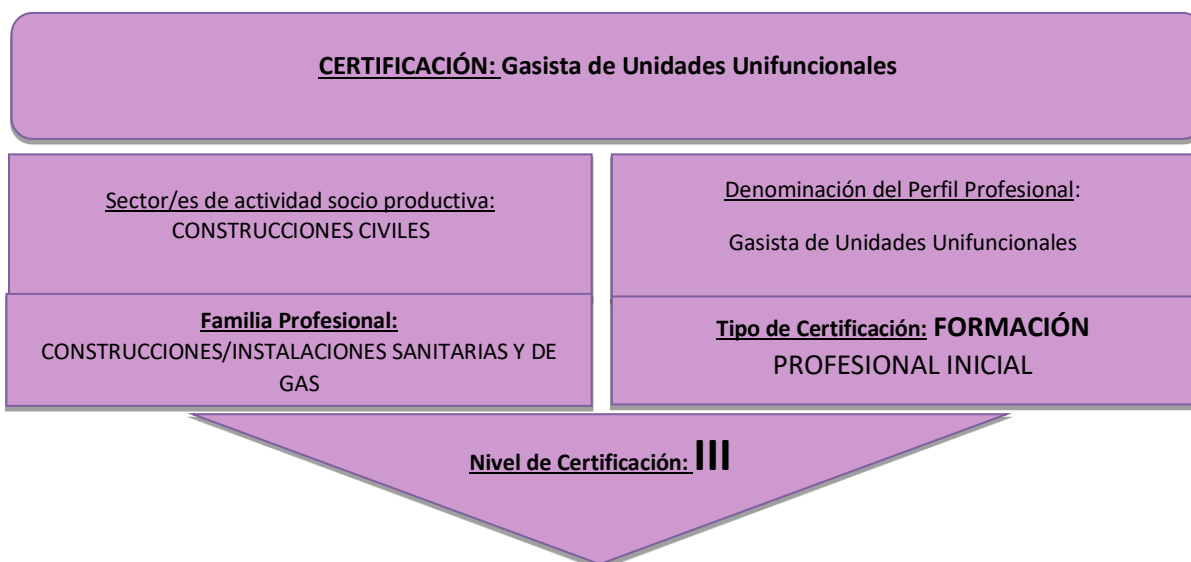 CERTIFICACIÓN: Gasista de Unidades Unifuncionales
Sector/es de actividad socio productiva:
CONSTRUCCIONES CIVILES
Denominación del Perfil Profesional:
Gasista de Unidades Unifuncionales
Familia Profesional:
CONSTRUCCIONES/INSTALACIONES SANITARIAS Y DE
GAS
Tipo de Certificación: FORMACIÓN
PROFESIONAL INICIAL
Nivel de Certificación: III